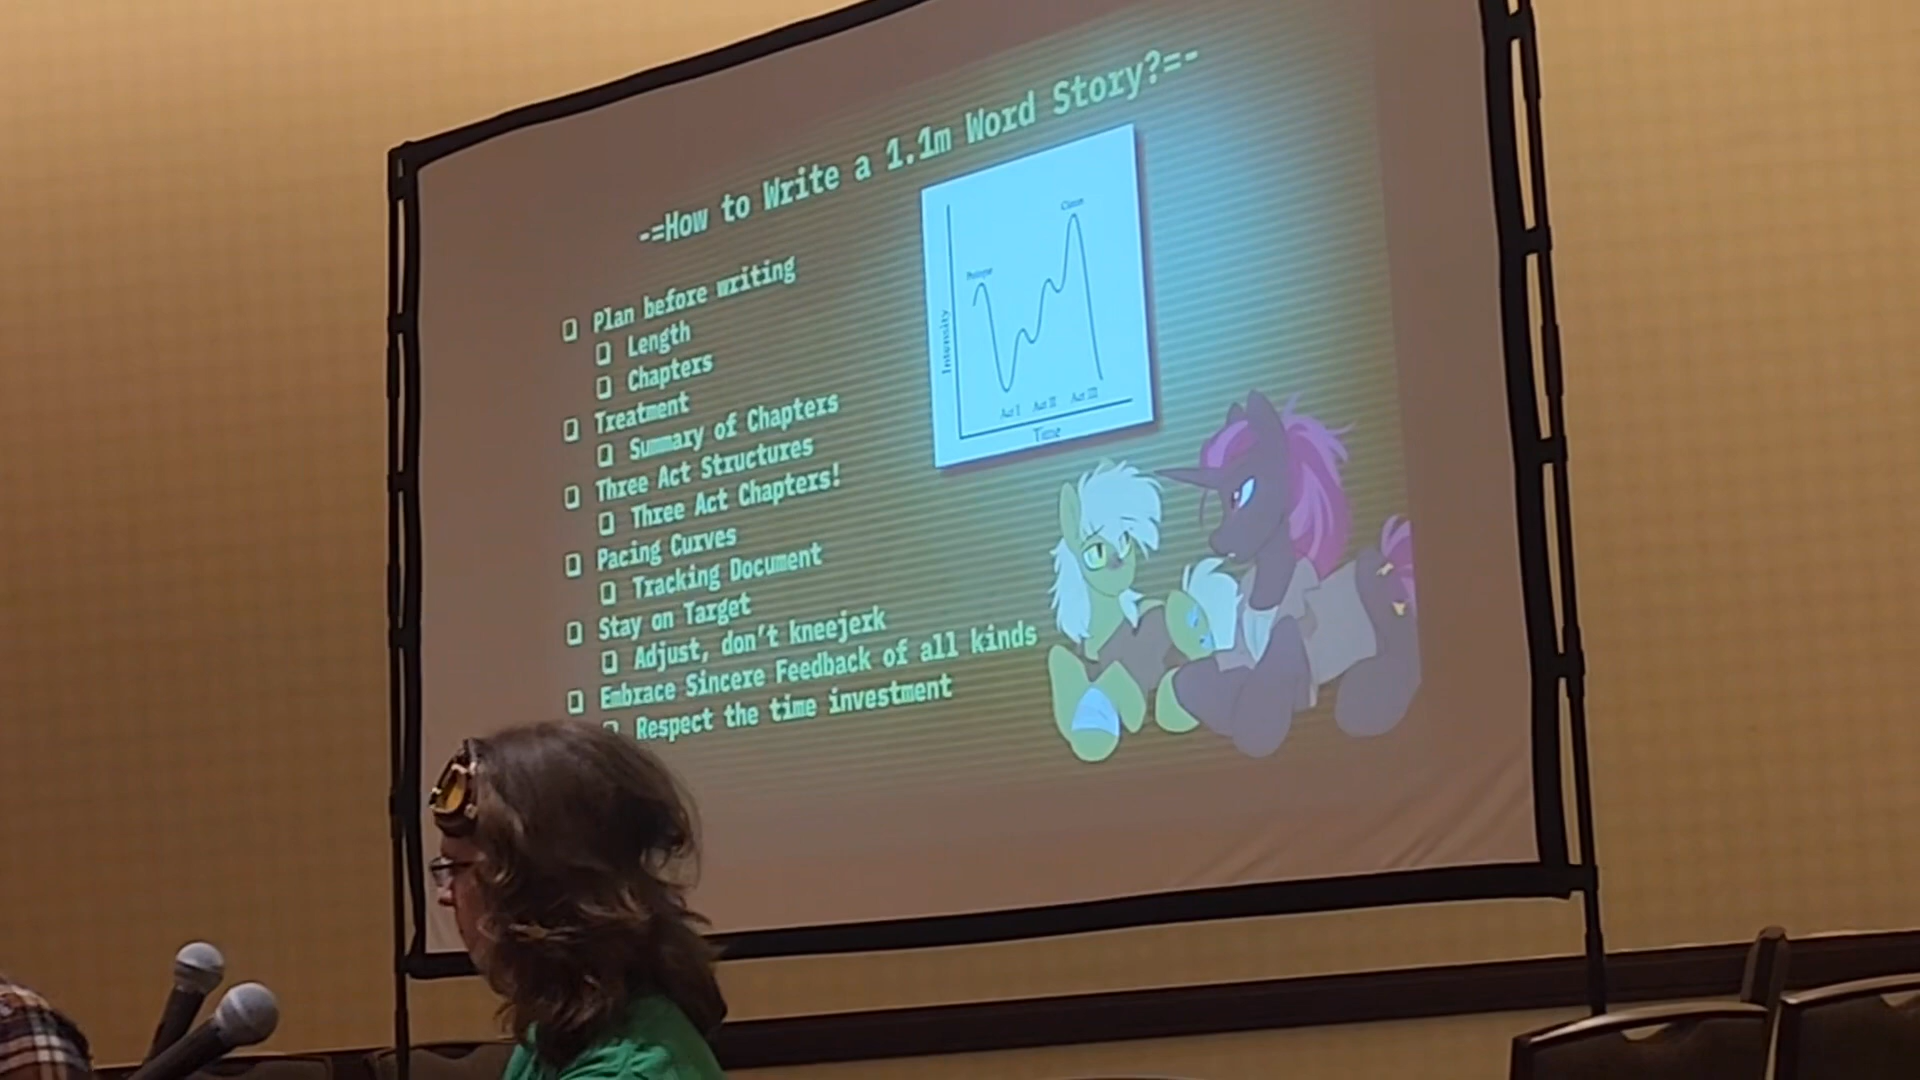 -=How to Write a 1.1m Word Story?=-
Plan before writing
Length
Chapters
Treatment
Summary of Chapters
Three Act Structures
Three Act Chapters!
Pacing Curves
Tracking Document
Stay on Target
Adjust, don't kneejerk
Embrace Sincere Feedback of all kinds
Respect the time investment
Prologue
Climax
Intensity
Act I Act II Act III
Time